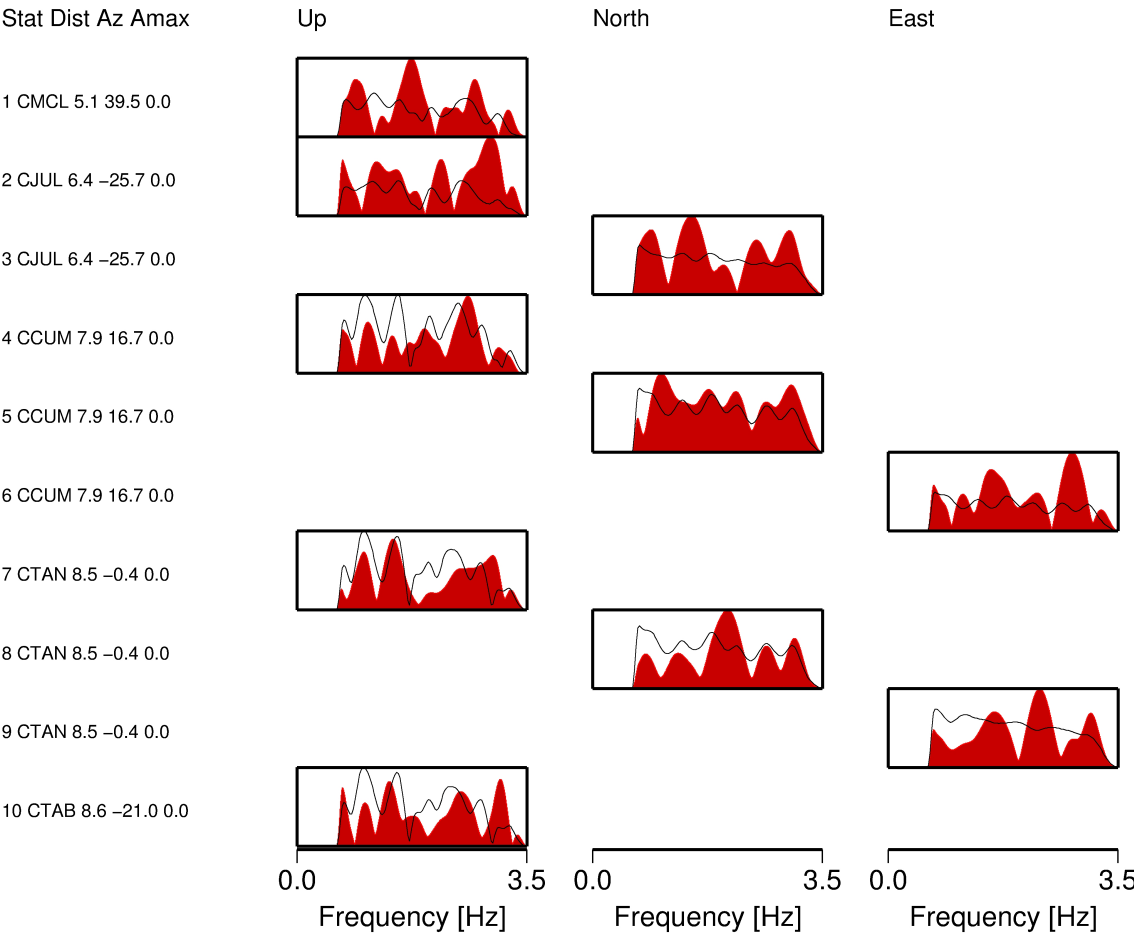 Stat Dist Az Amax Up North East
1 CMCL 5.1 39.5 0.0
2 CJUL 6.4 −25.7 0.0
3 CJUL 6.4 −25.7 0.0
4 CCUM 7.9 16.7 0.0
5 CCUM 7.9 16.7 0.0
6 CCUM 7.9 16.7 0.0
7 CTAN 8.5 −0.4 0.0
8 CTAN 8.5 −0.4 0.0
9 CTAN 8.5 −0.4 0.0
10 CTAB 8.6 −21.0 0.0
0.0 3.5 0.0 3.5 0.0 3.5
Frequency [Hz] Frequency [Hz] Frequency [Hz]